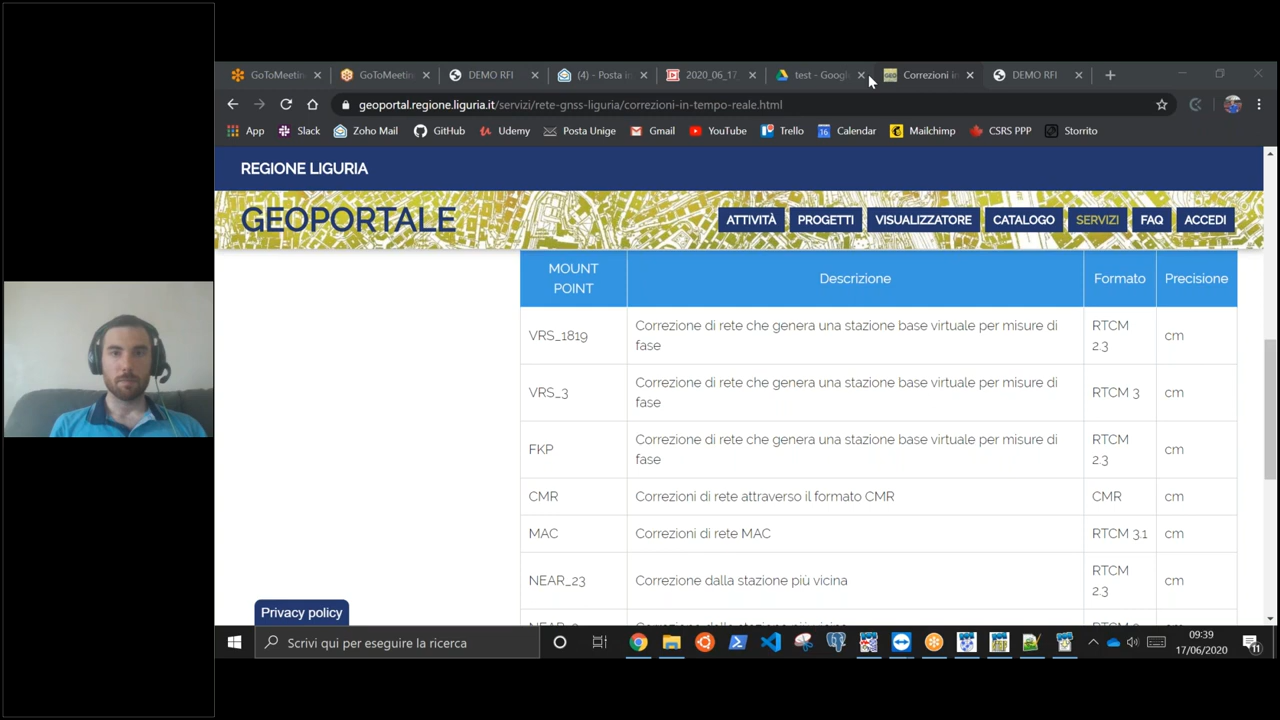 GoToMeetin
GoToMeetin
DEMO RFI
(4) - Posta in
2020_06_17
test - Googl
Correzioni in
DEMO RFI
geoportal.regione.liguria.it/servizi/rete-gnss-liguria/correzioni-in-tempo-reale.html
App Slack Zoho Mail GitHub Udemy Posta Unige Gmail YouTube Trello Calendar Mailchimp CSRS PPP Storrito
REGIONE LIGURIA
GEOPORTALE
ATTIVITÀ PROGETTI VISUALIZZATORE CATALOGO SERVIZI FAQ ACCEDI
MOUNT
POINT
Descrizione
Formato
Precisione
VRS_1819
Correzione di rete che genera una stazione base virtuale per misure di
fase
RTCM
2.3
cm
VRS_3
Correzione di rete che genera una stazione base virtuale per misure di
fase
RTCM 3
cm
FKP
Correzione di rete che genera una stazione base virtuale per misure di
fase
RTCM
2.3
cm
CMR
Correzioni di rete attraverso il formato CMR
CMR
cm
MAC
Correzioni di rete MAC
RTCM 3.1
cm
NEAR_23
Correzione dalla stazione più vicina
RTCM
2.3
cm
Privacy policy
Scrivi qui per eseguire la ricerca
09:39
17/06/2020
11